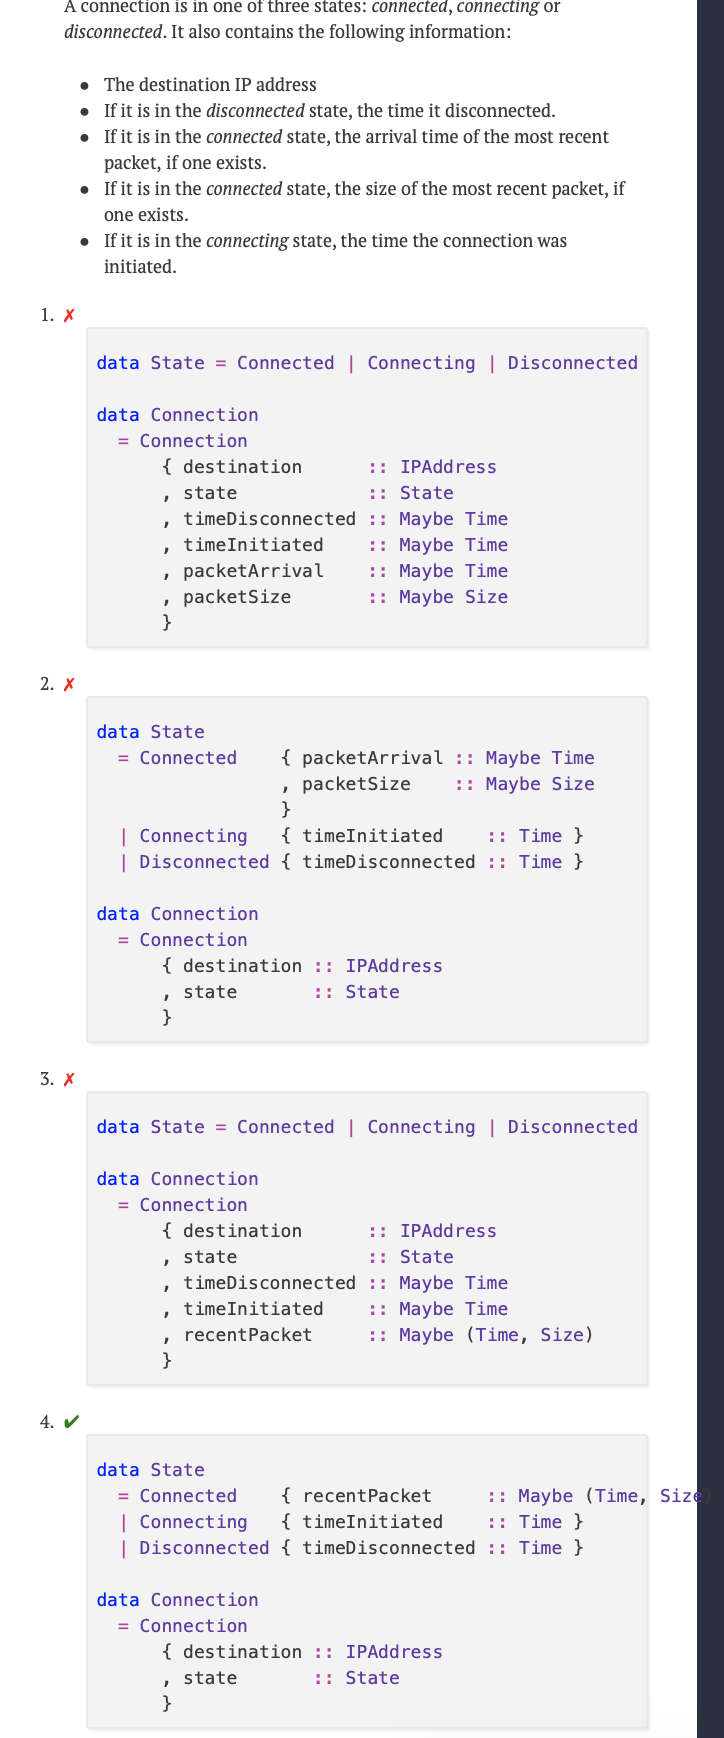 A connection is in one of three states: connected, connecting or
disconnected. It also contains the following information:
● The destination IP address
● If it is in the disconnected state, the time it disconnected.
● If it is in the connected state, the arrival time of the most recent
packet, if one exists.
● If it is in the connected state, the size of the most recent packet, if
one exists.
● If it is in the connecting state, the time the connection was
initiated.
1. ✗
data State = Connected | Connecting | Disconnected
data Connection
  = Connection
      { destination      :: IPAddress
      , state            :: State
      , timeDisconnected :: Maybe Time
      , timeInitiated    :: Maybe Time
      , packetArrival    :: Maybe Time
      , packetSize       :: Maybe Size
      }
2. ✗
data State
  = Connected    { packetArrival :: Maybe Time
                 , packetSize    :: Maybe Size
                 }
  | Connecting   { timeInitiated    :: Time }
  | Disconnected { timeDisconnected :: Time }
data Connection
  = Connection
      { destination :: IPAddress
      , state       :: State
      }
3. ✗
data State = Connected | Connecting | Disconnected
data Connection
  = Connection
      { destination      :: IPAddress
      , state            :: State
      , timeDisconnected :: Maybe Time
      , timeInitiated    :: Maybe Time
      , recentPacket     :: Maybe (Time, Size)
      }
4. ✔
data State
  = Connected    { recentPacket     :: Maybe (Time, Size)
  | Connecting   { timeInitiated    :: Time }
  | Disconnected { timeDisconnected :: Time }
data Connection
  = Connection
      { destination :: IPAddress
      , state       :: State
      }